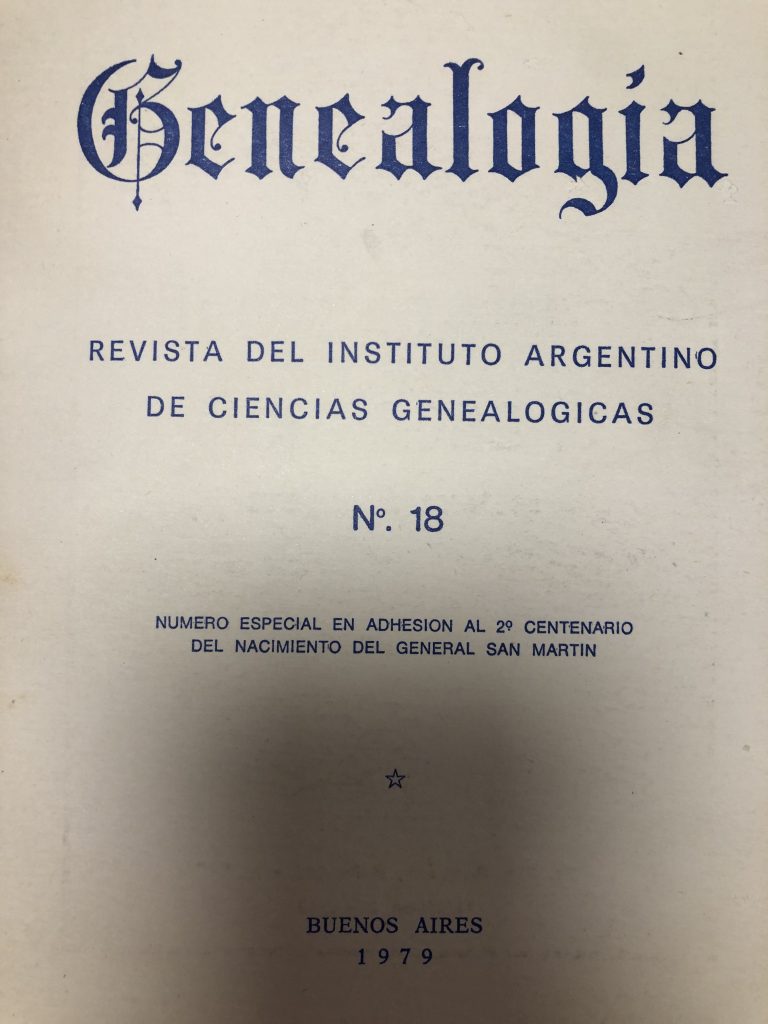 Genealogía
REVISTA DEL INSTITUTO ARGENTINO
DE CIENCIAS GENEALOGICAS
Nº. 18
NUMERO ESPECIAL EN ADHESION AL 2º CENTENARIO
DEL NACIMIENTO DEL GENERAL SAN MARTIN
BUENOS AIRES
1979